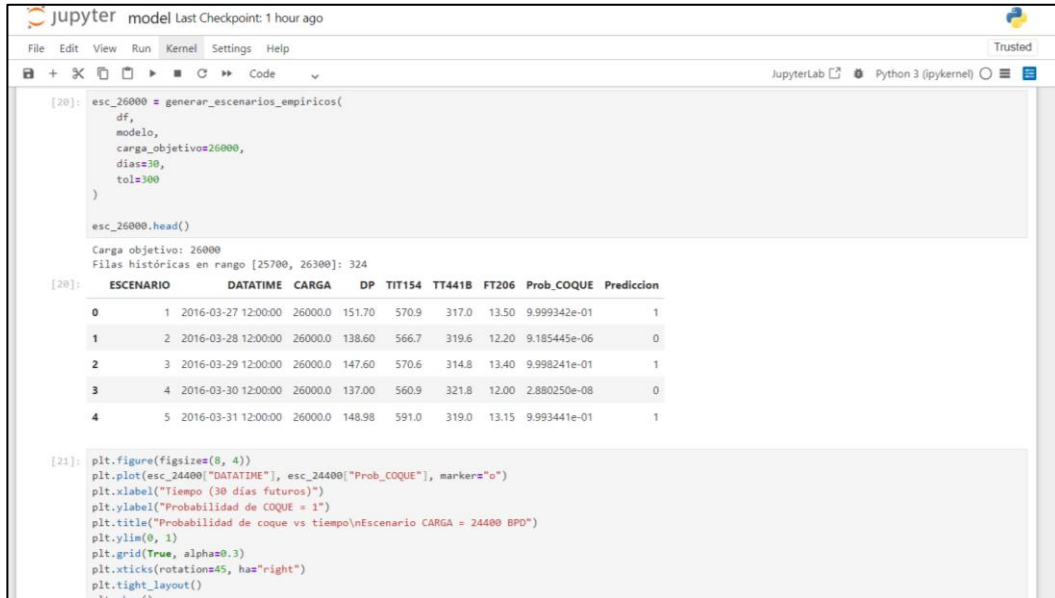 jupyter model Last Checkpoint: 1 hour ago
File Edit View Run Kernel Settings Help Trusted
Code JupyterLab Python 3 (ipykernel)
[20]: esc_26000 = generar_escenarios_empiricos(
df,
modelo,
carga_objetivo=26000,
dias=30,
tol=300
)
esc_26000.head()
Carga objetivo: 26000
Filas históricas en rango [25700, 26300]: 324
[20]: ESCENARIO DATATIME CARGA DP TIT154 TT441B FT206 Prob_COQUE Prediccion
0 1 2016-03-27 12:00:00 26000.0 151.70 570.9 317.0 13.50 9.999342e-01 1
1 2 2016-03-28 12:00:00 26000.0 138.60 566.7 319.6 12.20 9.185445e-06 0
2 3 2016-03-29 12:00:00 26000.0 147.60 570.6 314.8 13.40 9.998241e-01 1
3 4 2016-03-30 12:00:00 26000.0 137.00 560.9 321.8 12.00 2.880250e-08 0
4 5 2016-03-31 12:00:00 26000.0 148.98 591.0 319.0 13.15 9.993441e-01 1
[21]: plt.figure(figsize=(8, 4))
plt.plot(esc_24400["DATATIME"], esc_24400["Prob_COQUE"], marker="o")
plt.xlabel("Tiempo (30 días futuros)")
plt.ylabel("Probabilidad de COQUE = 1")
plt.title("Probabilidad de coque vs tiempo\nEscenario CARGA = 24400 BPD")
plt.ylim(0, 1)
plt.grid(True, alpha=0.3)
plt.xticks(rotation=45, ha="right")
plt.tight_layout()